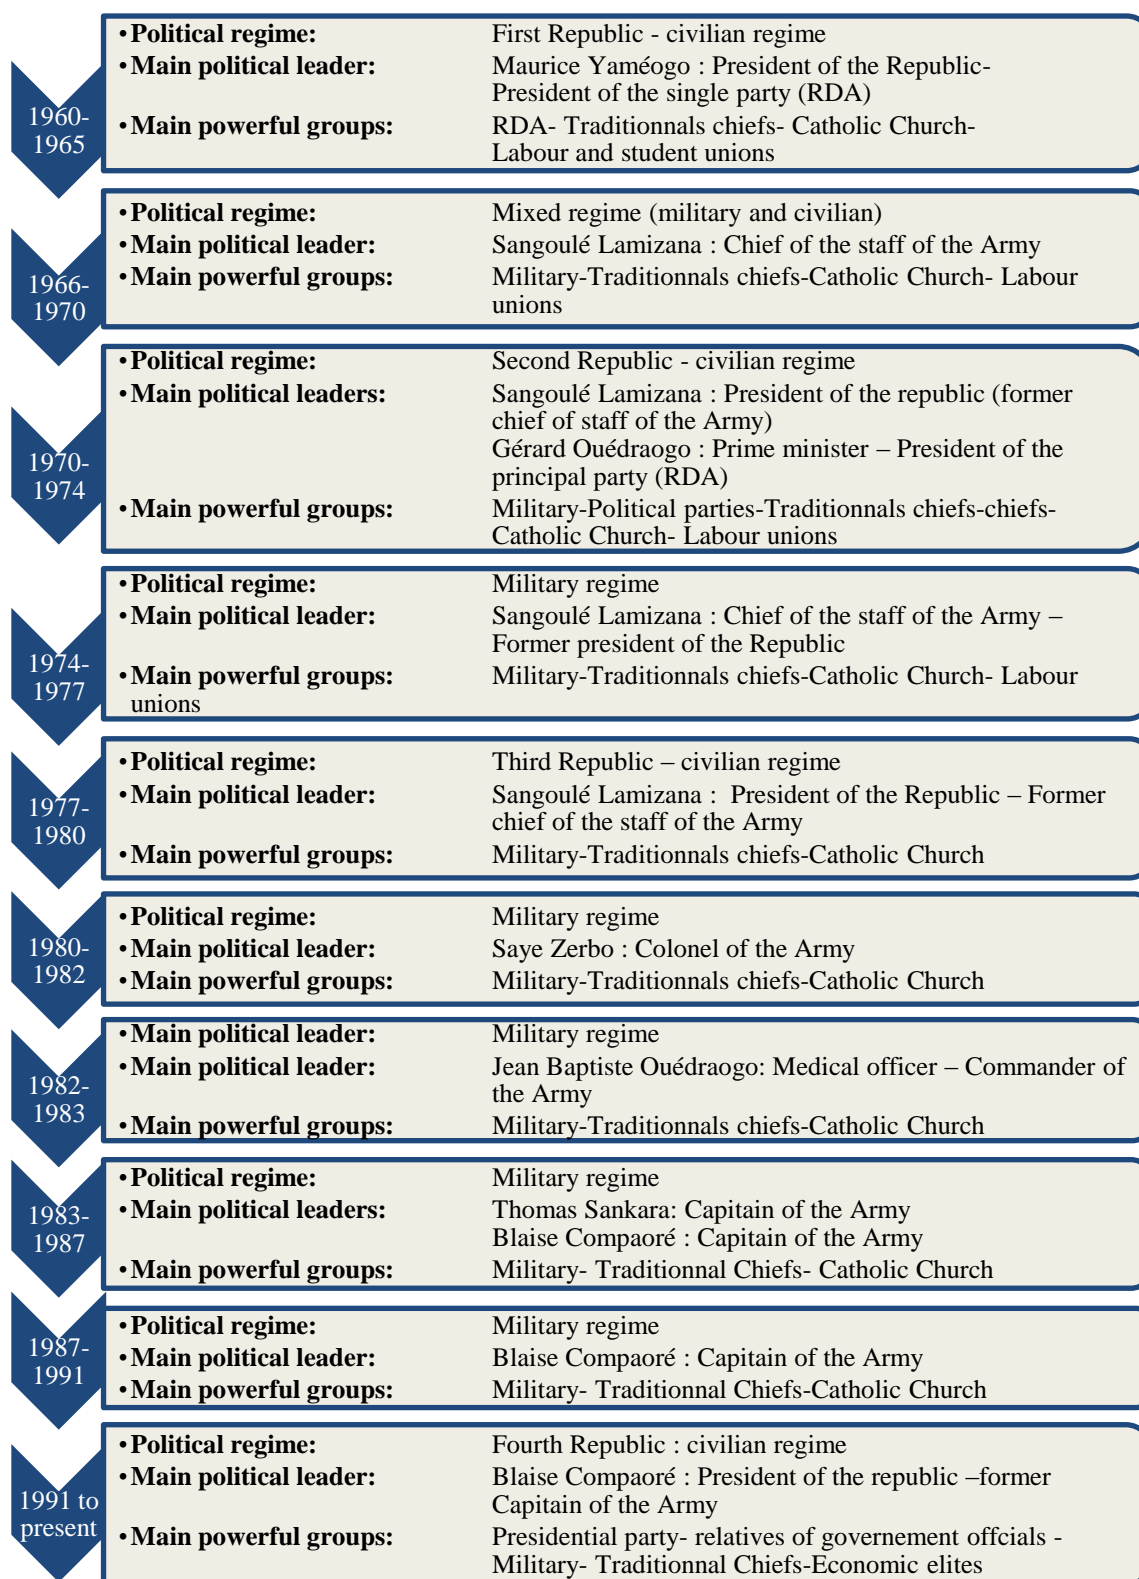 1960-
1965
•Political regime: First Republic - civilian regime
•Main political leader: Maurice Yaméogo : President of the Republic-
President of the single party (RDA)
•Main powerful groups: RDA- Traditionnals chiefs- Catholic Church-
Labour and student unions
1966-
1970
•Political regime: Mixed regime (military and civilian)
•Main political leader: Sangoulé Lamizana : Chief of the staff of the Army
•Main powerful groups: Military-Traditionnals chiefs-Catholic Church- Labour
unions
1970-
1974
•Political regime: Second Republic - civilian regime
•Main political leaders: Sangoulé Lamizana : President of the republic (former
chief of staff of the Army)
Gérard Ouédraogo : Prime minister – President of the
principal party (RDA)
•Main powerful groups: Military-Political parties-Traditionnals chiefs-chiefs-
Catholic Church- Labour unions
1974-
1977
•Political regime: Military regime
•Main political leader: Sangoulé Lamizana : Chief of the staff of the Army –
Former president of the Republic
•Main powerful groups: Military-Traditionnals chiefs-Catholic Church- Labour
unions
1977-
1980
•Political regime: Third Republic – civilian regime
•Main political leader: Sangoulé Lamizana : President of the Republic – Former
chief of the staff of the Army
•Main powerful groups: Military-Traditionnals chiefs-Catholic Church
1980-
1982
•Political regime: Military regime
•Main political leader: Saye Zerbo : Colonel of the Army
•Main powerful groups: Military-Traditionnals chiefs-Catholic Church
1982-
1983
•Main political leader: Military regime
•Main political leader: Jean Baptiste Ouédraogo: Medical officer – Commander of
the Army
•Main powerful groups: Military-Traditionnals chiefs-Catholic Church
1983-
1987
•Political regime: Military regime
•Main political leaders: Thomas Sankara: Capitain of the Army
Blaise Compaoré : Capitain of the Army
•Main powerful groups: Military- Traditionnal Chiefs- Catholic Church
1987-
1991
•Political regime: Military regime
•Main political leader: Blaise Compaoré : Capitain of the Army
•Main powerful groups: Military- Traditionnal Chiefs-Catholic Church
1991 to
present
•Political regime: Fourth Republic : civilian regime
•Main political leader: Blaise Compaoré : President of the republic –former
Capitain of the Army
•Main powerful groups: Presidential party- relatives of governement offcials -
Military- Traditionnal Chiefs-Economic elites